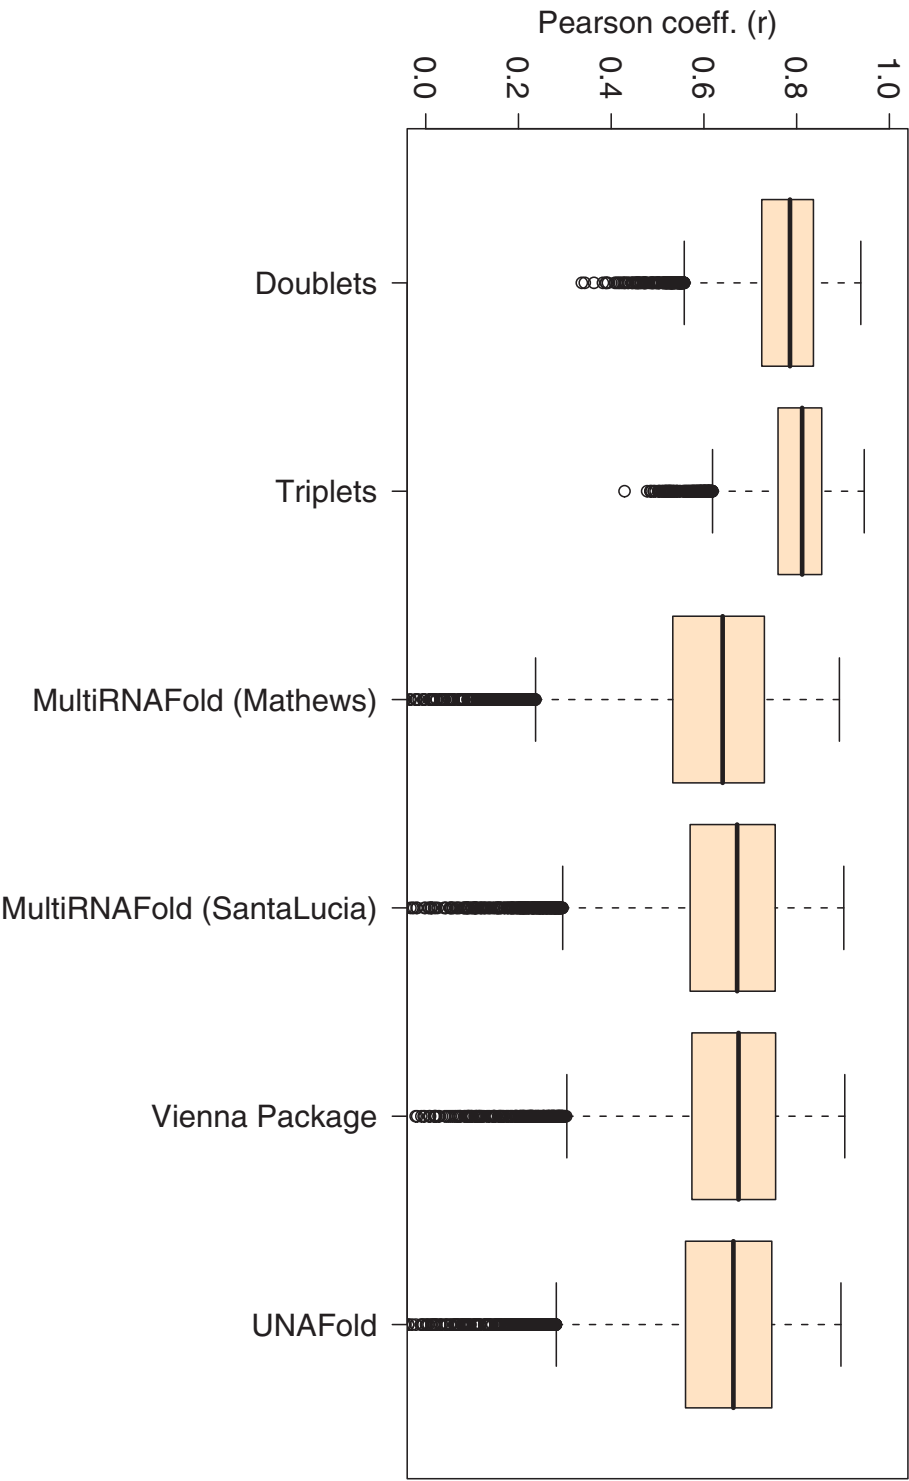 Pearson coeff. (r)
0.0 0.2 0.4 0.6 0.8 1.0
Doublets
Triplets
MultiRNAFold (Mathews)
MultiRNAFold (SantaLucia)
Vienna Package
UNAFold